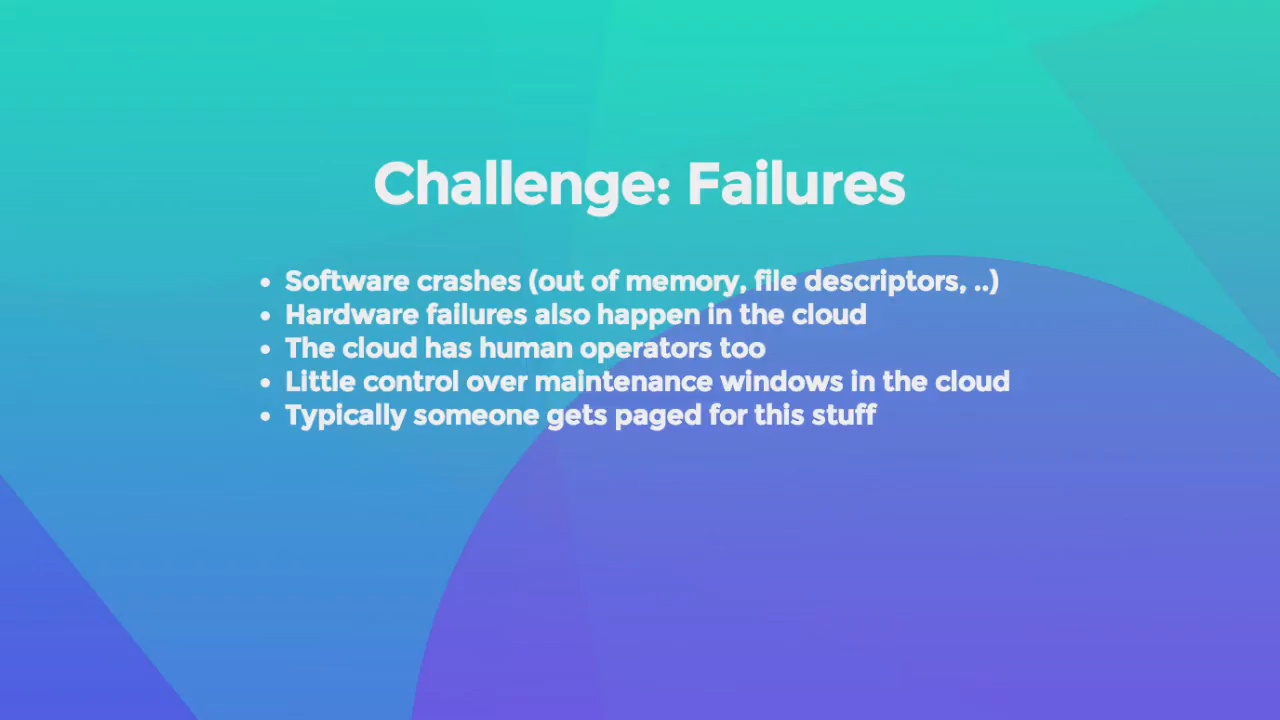 Challenge: Failures
• Software crashes (out of memory, file descriptors, ..)
• Hardware failures also happen in the cloud
• The cloud has human operators too
• Little control over maintenance windows in the cloud
• Typically someone gets paged for this stuff